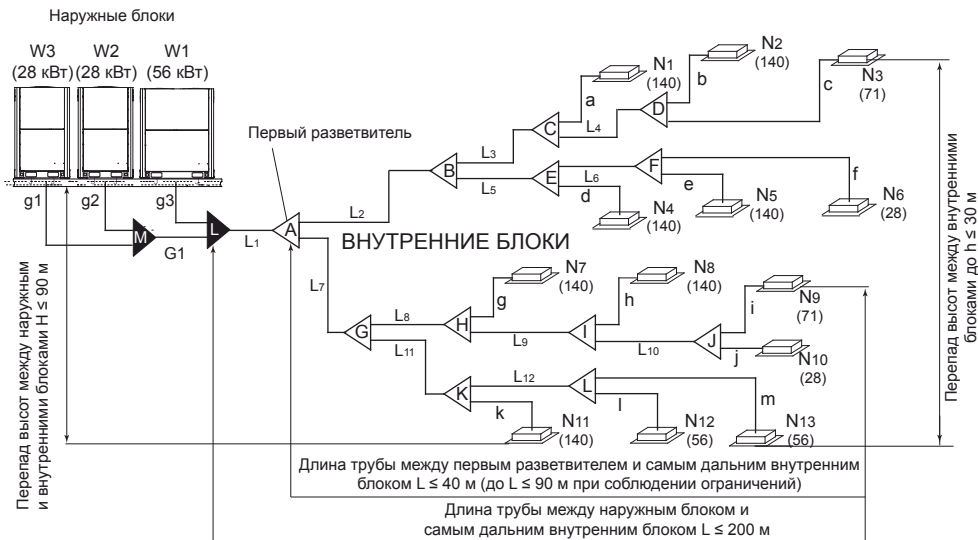 Наружные блоки
W3
(28 кВт)
W2
(28 кВт)
W1
(56 кВт)
Первый разветвитель
g1
g2
g3
M
G1
L
L1
A
L2
ВНУТРЕННИЕ БЛОКИ
B
L3
L5
C
a
N1
(140)
L4
D
b
N2
(140)
c
N3
(71)
E
L6
d
N4
(140)
F
e
N5
(140)
f
N6
(28)
L7
G
L8
L11
H
g
N7
(140)
L9
I
h
N8
(140)
L10
J
i
N9
(71)
j
N10
(28)
K
L12
k
N11
(140)
L
l
N12
(56)
m
N13
(56)
Перепад высот между наружным
и внутренними блоками H ≤ 90 м
Перепад высот между внутренними
блоками до h ≤ 30 м
Длина трубы между первым разветвителем и самым дальним внутренним
блоком L ≤ 40 м (до L ≤ 90 м при соблюдении ограничений)
Длина трубы между наружным блоком и
самым дальним внутренним блоком L ≤ 200 м